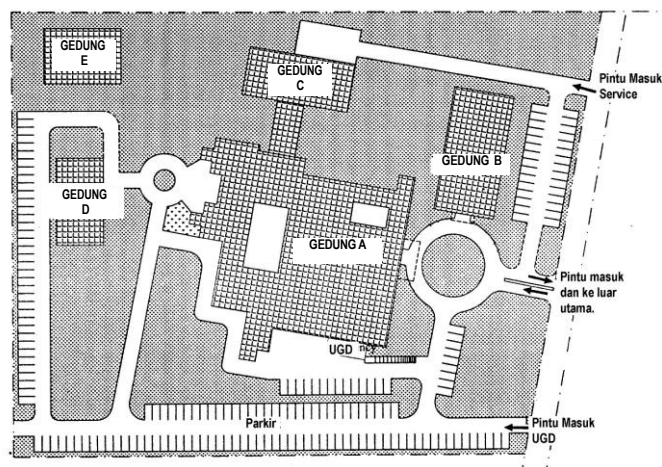 GEDUNG
E
GEDUNG
C
Pintu Masuk
Service
GEDUNG B
GEDUNG
D
GEDUNG A
Pintu masuk
dan ke luar
utama.
UGD
Parkir
Pintu Masuk
UGD